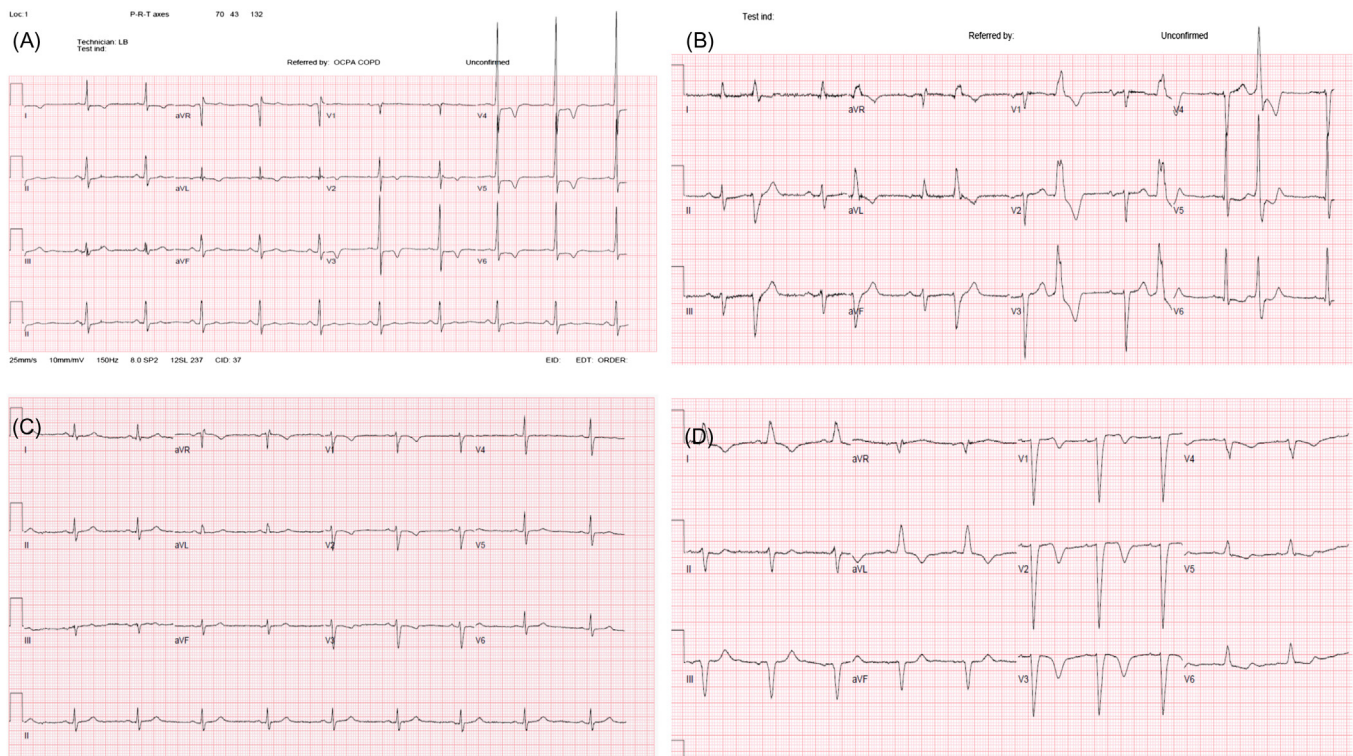 Loc:1 P-R-T axes 70 43 132
(A)
Technician: LB
Test ind:
Referred by: OCPA COPD Unconfirmed
I aVR V1 V4
II aVL V2 V5
III aVF V3 V6
II
25mm/s 10mm/mV 150Hz 8.0 SP2 12SL 237 CID: 37 EID: EDT: ORDER:
Test ind:
(B)
Referred by: Unconfirmed
I aVR V1 V4
II aVL V2 V5
III aVF V3 V6
(C)
I aVR V1 V4
II aVL V2 V5
III aVF V3 V6
II
(D)
I aVR V1 V4
II aVL V2 V5
III aVF V3 V6